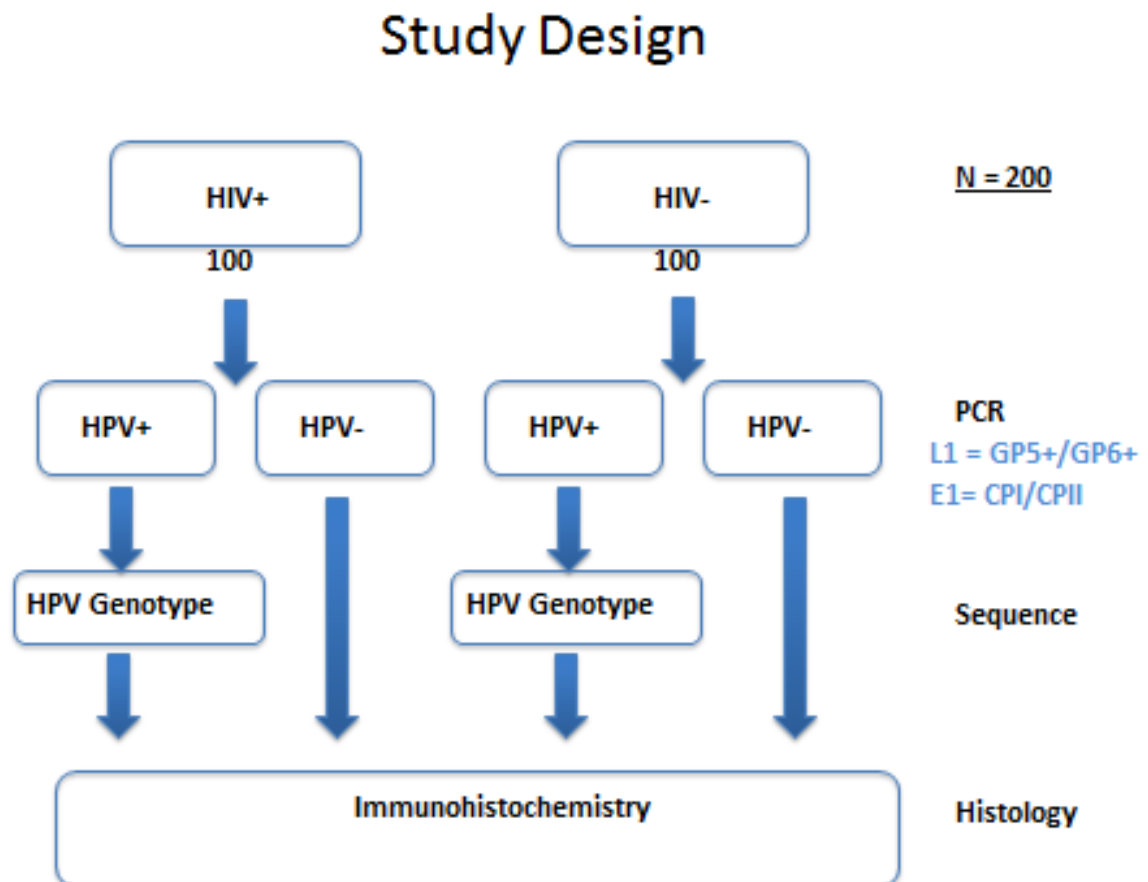 Study Design
HIV+
HIV-
N = 200
100
100
HPV+
HPV-
HPV+
HPV-
PCR
L1 = GP5+/GP6+
E1= CPI/CPII
HPV Genotype
HPV Genotype
Sequence
Immunohistochemistry
Histology